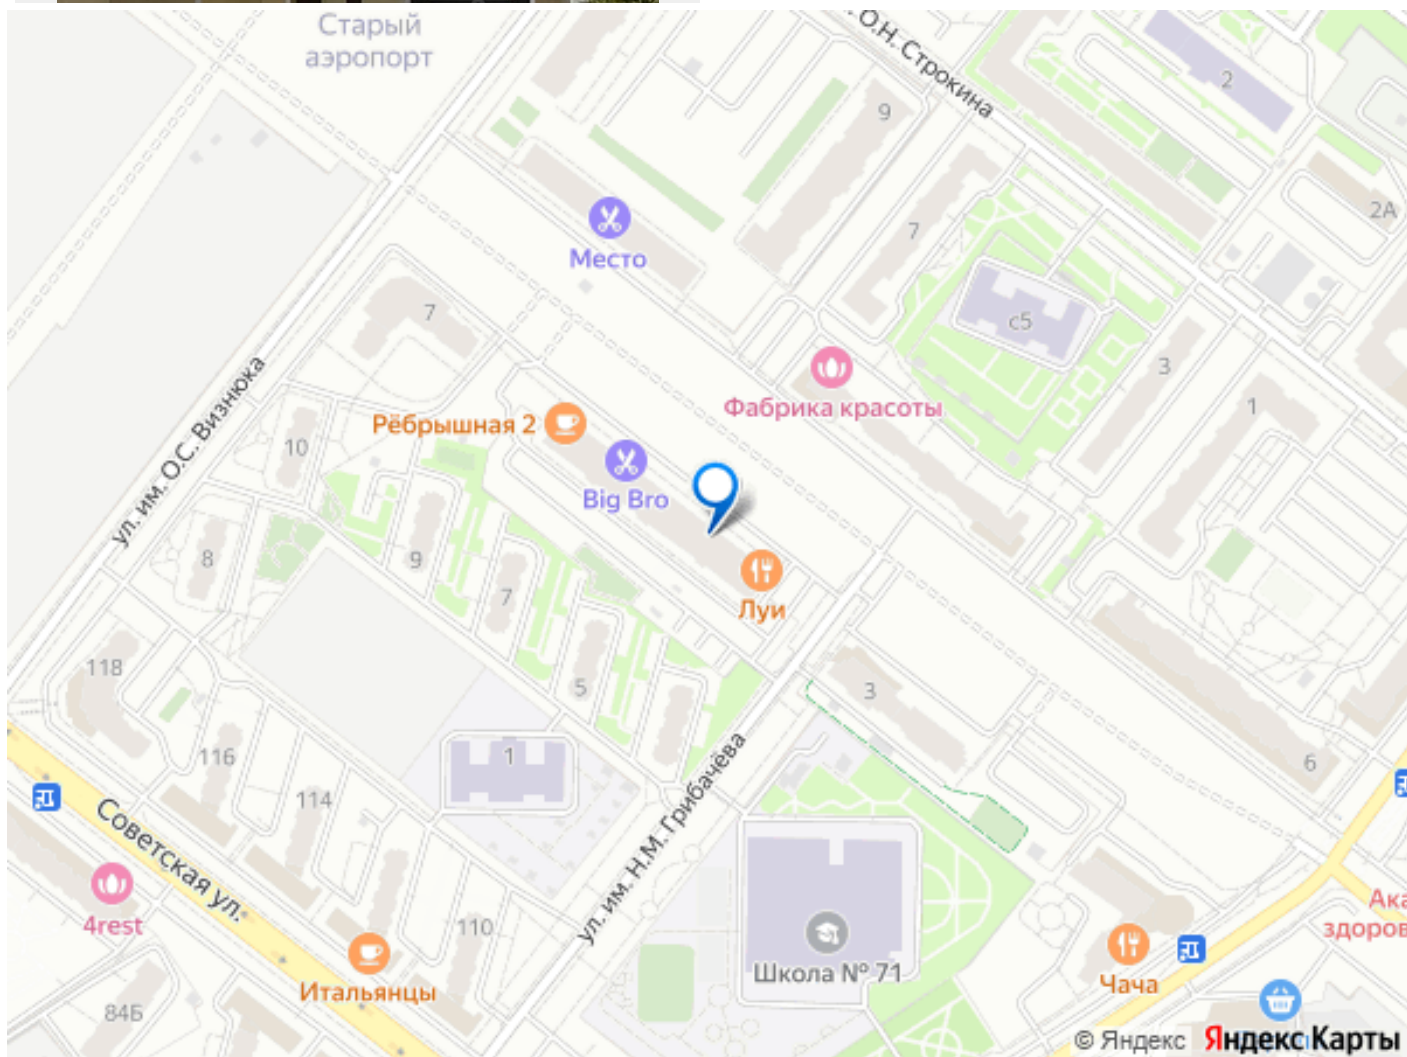 Старый
аэропорт
О.Н. Строкина
2
9
2А
7
Место
с5
7
3
Фабрика красоты
1
Рёбрышная 2
ул. им. О.С. Визнюка
10
Big Bro
8
9
7
Луи
118
5
3
116
1
6
114
ул. им. Н.М. Грибачёва
Советская ул.
4rest
110
Школа № 71
Ака
здоров
Итальянцы
Чача
84Б
© Яндекс Яндекс Карты